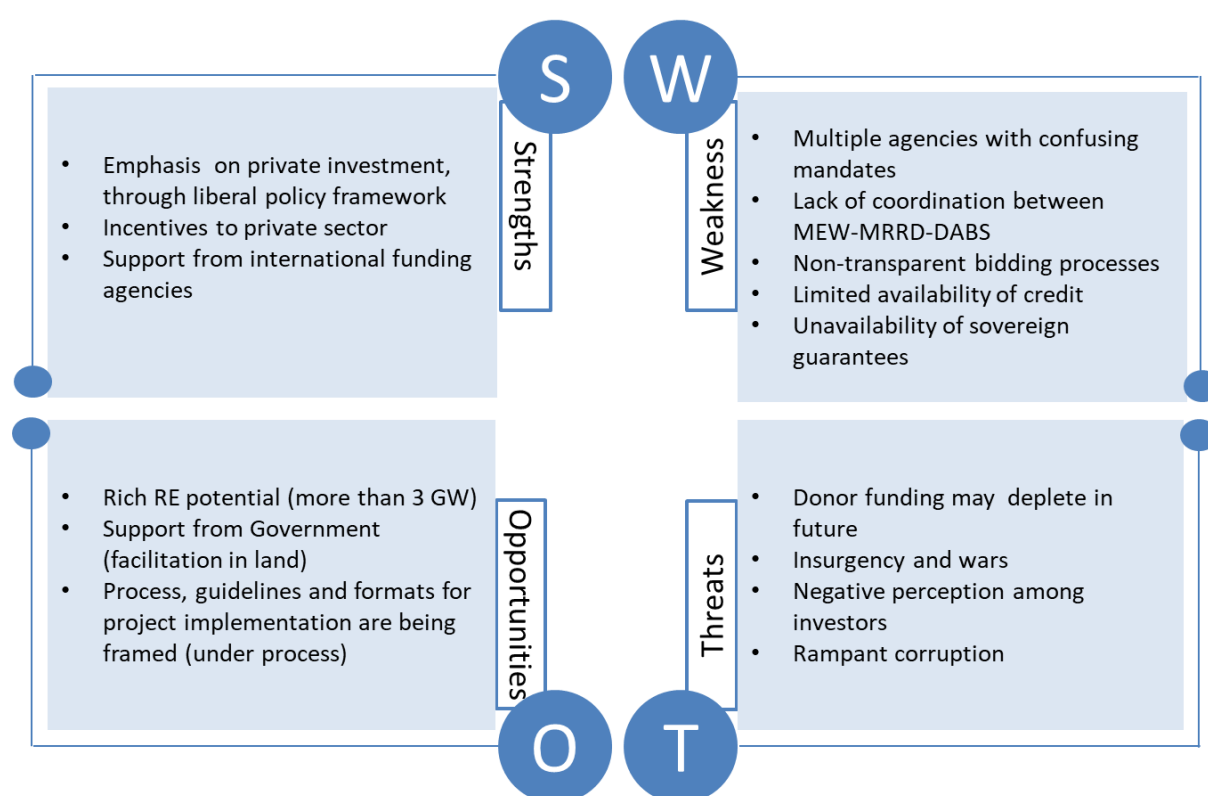 S
Strengths
• Emphasis on private investment,
through liberal policy framework
• Incentives to private sector
• Support from international funding
agencies
W
Weakness
• Multiple agencies with confusing
mandates
• Lack of coordination between
MEW-MRRD-DABS
• Non-transparent bidding processes
• Limited availability of credit
• Unavailability of sovereign
guarantees
• Rich RE potential (more than 3 GW)
• Support from Government
(facilitation in land)
• Process, guidelines and formats for
project implementation are being
framed (under process)
Opportunities
O
• Donor funding may deplete in
future
• Insurgency and wars
• Negative perception among
investors
• Rampant corruption
Threats
T